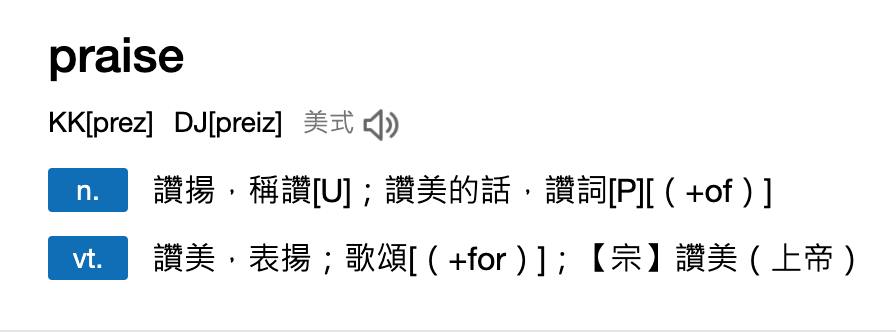 praise
KK[prez] DJ[preiz] 美式
n. 讚揚，稱讚[U]；讚美的話，讚詞[P][（+of）]
vt. 讚美，表揚；歌頌[（+for）]；【宗】讚美（上帝）